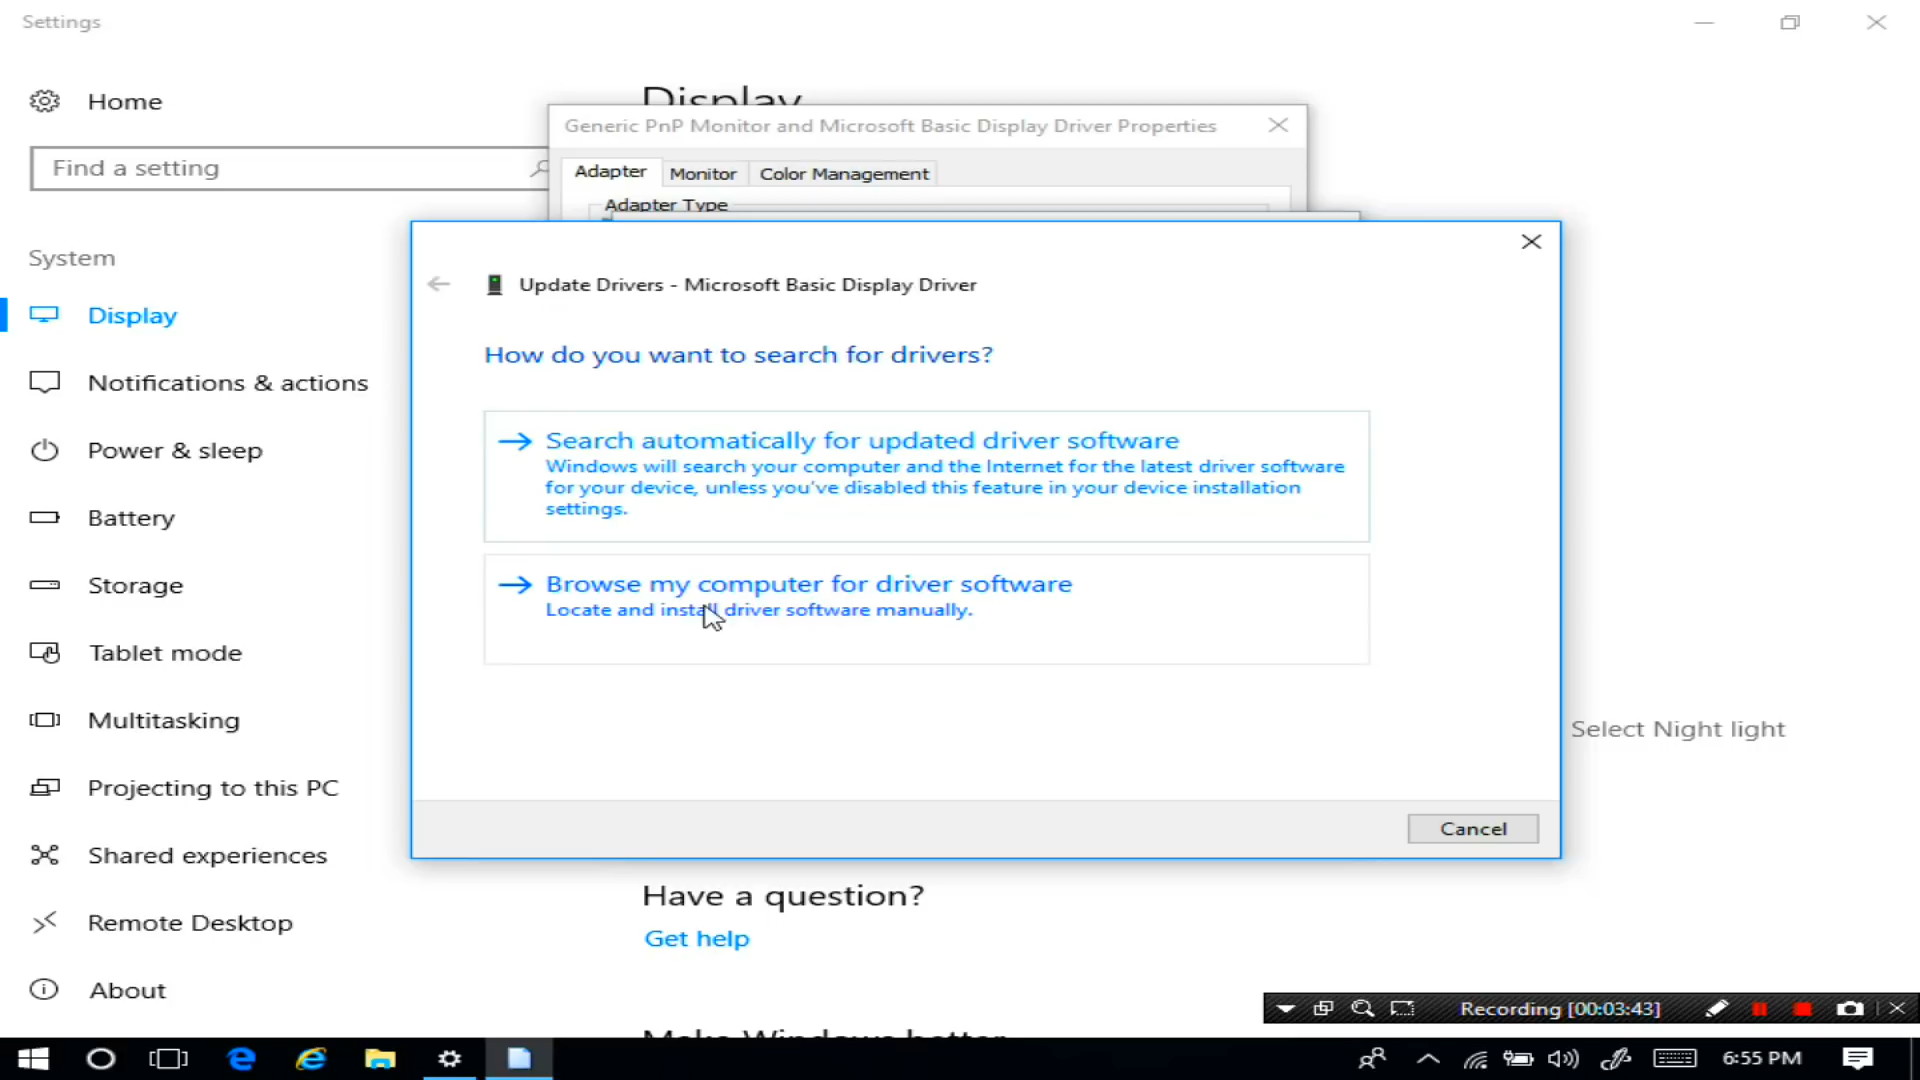 Settings
Home
Find a setting
System
Display
Notifications & actions
Power & sleep
Battery
Storage
Tablet mode
Multitasking
Projecting to this PC
Shared experiences
Remote Desktop
About
Display
Generic PnP Monitor and Microsoft Basic Display Driver Properties
Adapter
Monitor
Color Management
Adapter Type
Update Drivers - Microsoft Basic Display Driver
How do you want to search for drivers?
Search automatically for updated driver software
Windows will search your computer and the Internet for the latest driver software
for your device, unless you've disabled this feature in your device installation
settings.
Browse my computer for driver software
Locate and install driver software manually.
Cancel
Select Night light
Have a question?
Get help
Make Windows better
Recording [00:03:43]
6:55 PM